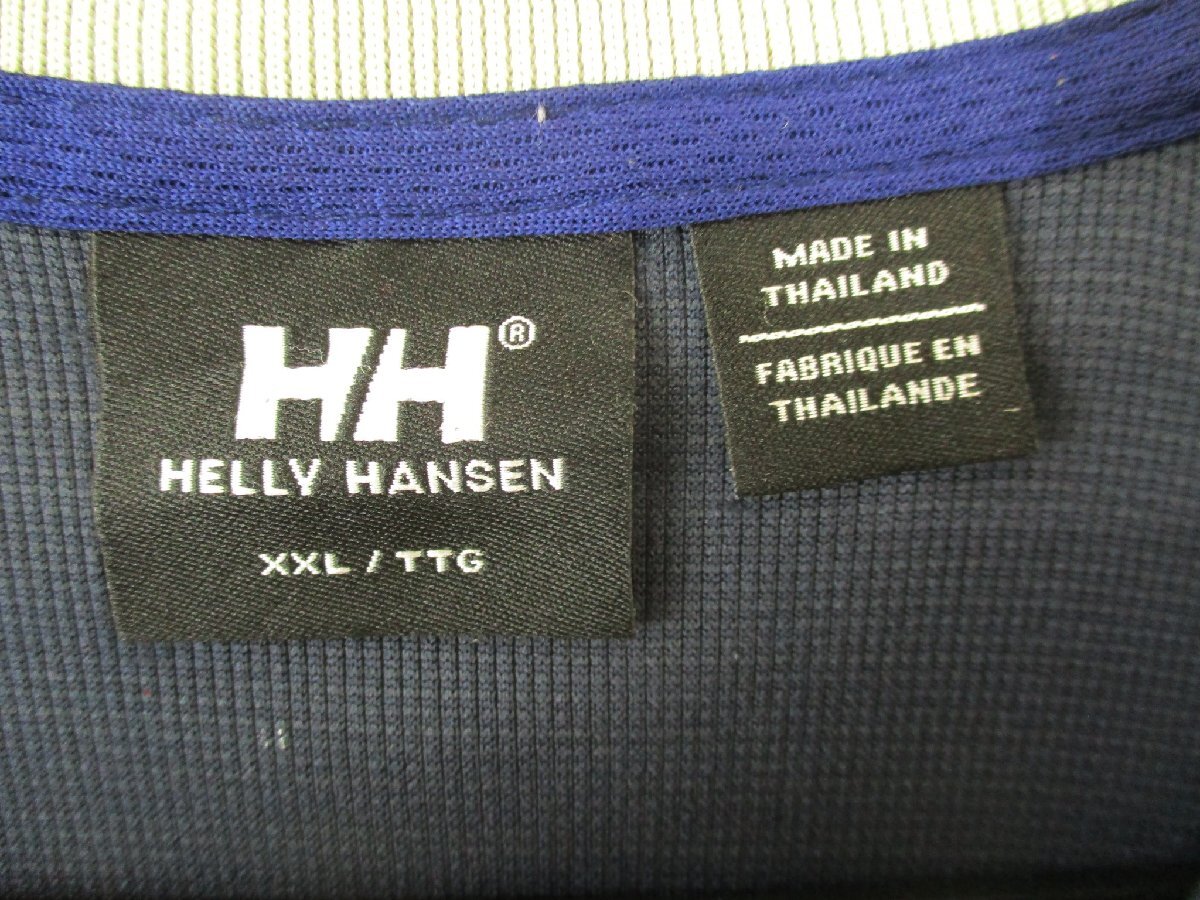 HH®
HELLY HANSEN
XXL / TTG
MADE IN
THAILAND
FABRIQUE EN
THAILANDE